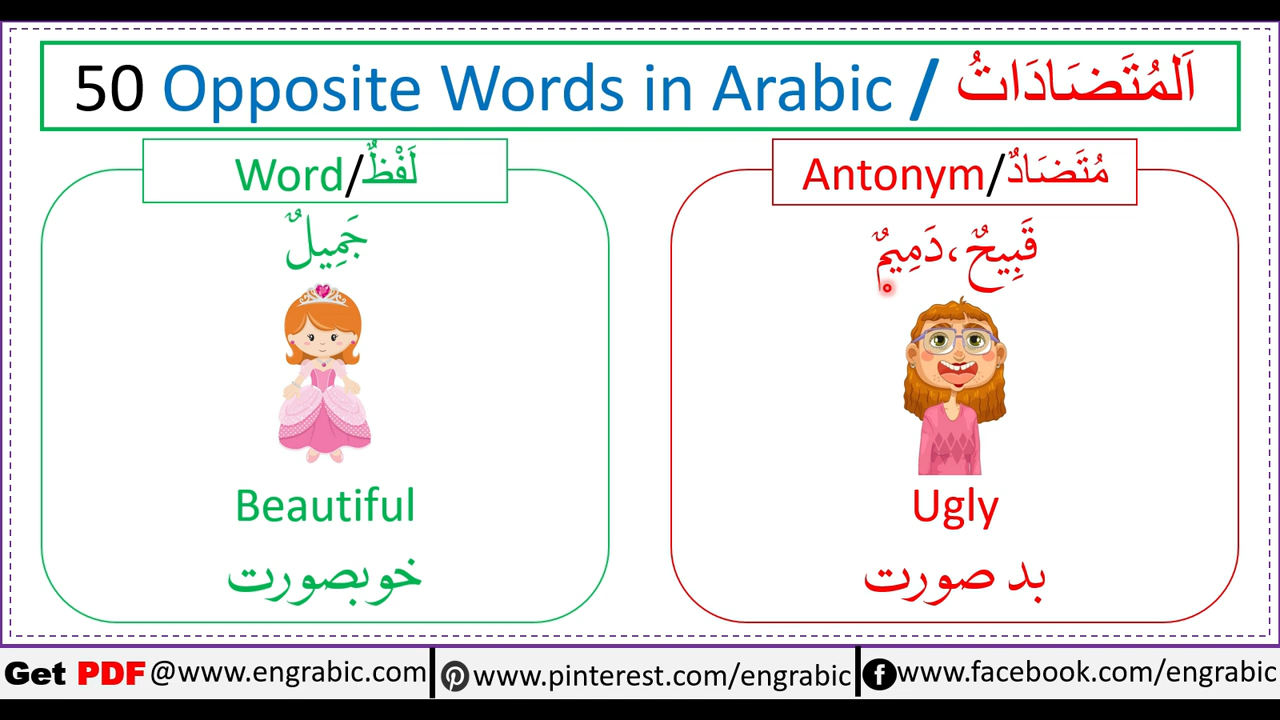 50 Opposite Words in Arabic / اَلْمُتَضَادَاتُ
Word/لَفْظٌ
جَمِيلٌ
Beautiful
خوبصورت
Antonym/مُتَضَادٌ
قَبِيحٌ، دَمِيمٌ
Ugly
بد صورت
Get PDF @www.engrabic.com
www.pinterest.com/engrabic
www.facebook.com/engrabic